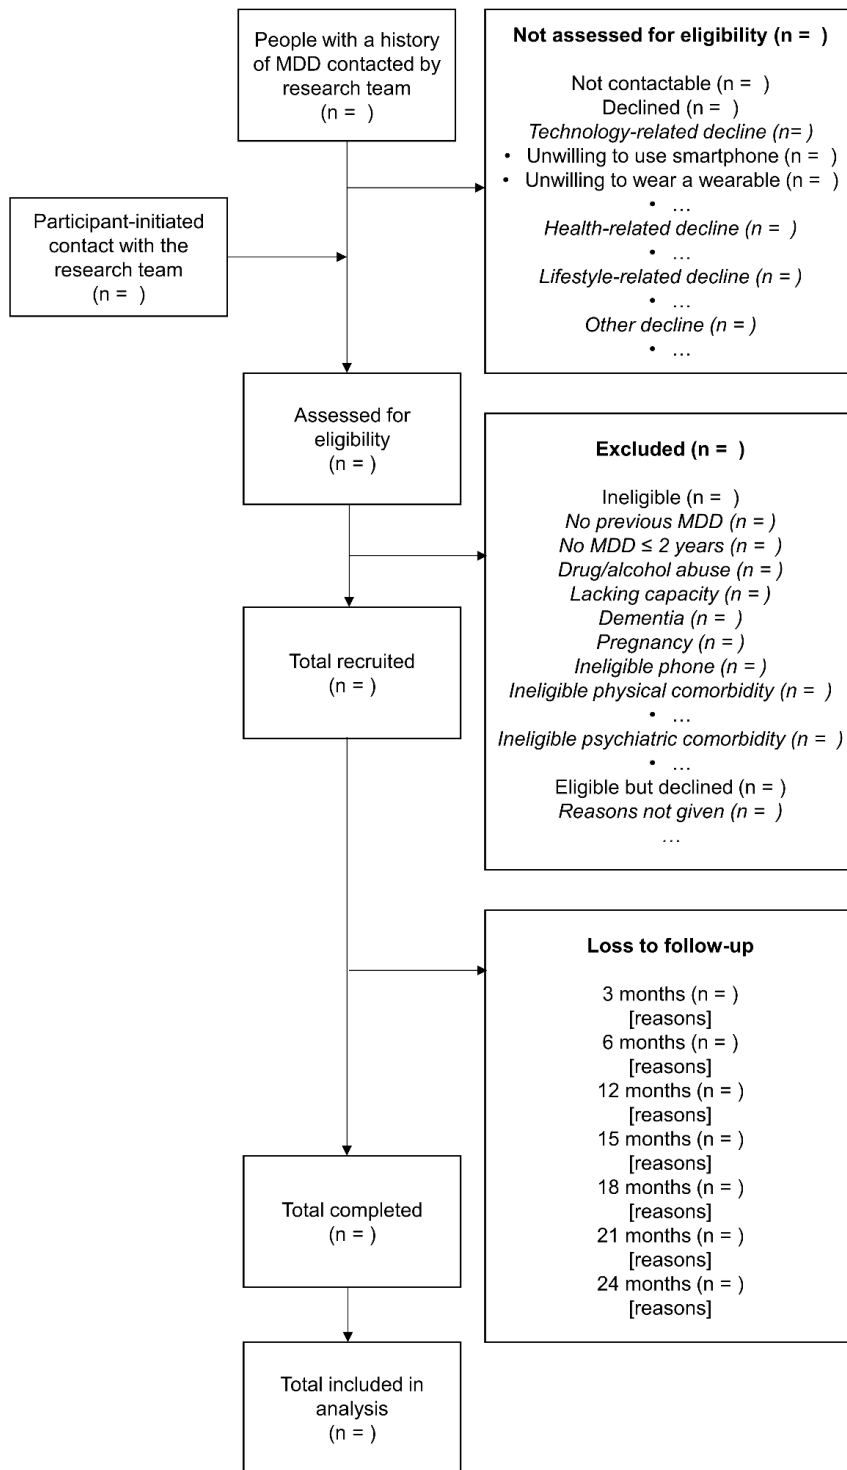 People with a history
of MDD contacted by
research team
(n =  )
Not assessed for eligibility (n =  )
Not contactable (n =  )
Declined (n =  )
Technology-related decline (n= )
• Unwilling to use smartphone (n =  )
• Unwilling to wear a wearable (n =  )
• …
Health-related decline (n =  )
• …
Lifestyle-related decline (n = )
• …
Other decline (n = )
• …
Participant-initiated
contact with the
research team
(n =  )
Assessed for
eligibility
(n = )
Excluded (n =  )
Ineligible (n =  )
No previous MDD (n = )
No MDD ≤ 2 years (n =  )
Drug/alcohol abuse (n = )
Lacking capacity (n = )
Dementia (n =  )
Pregnancy (n = )
Ineligible phone (n = )
Ineligible physical comorbidity (n =  )
• …
Ineligible psychiatric comorbidity (n =  )
• …
Eligible but declined (n = )
Reasons not given (n =  )
…
Total recruited
(n = )
Loss to follow-up
3 months (n = )
[reasons]
6 months (n = )
[reasons]
12 months (n = )
[reasons]
15 months (n = )
[reasons]
18 months (n = )
[reasons]
21 months (n = )
[reasons]
24 months (n = )
[reasons]
Total completed
(n = )
Total included in
analysis
(n = )